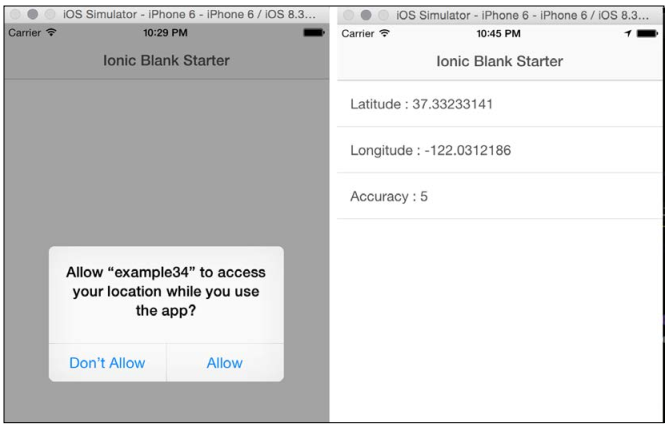 iOS Simulator - iPhone 6 - iPhone 6 / iOS 8.3...
Carrier 10:29 PM
Ionic Blank Starter
Allow “example34” to access
your location while you use
the app?
Don’t Allow Allow
iOS Simulator - iPhone 6 - iPhone 6 / iOS 8.3...
Carrier 10:45 PM
Ionic Blank Starter
Latitude : 37.33233141
Longitude : -122.0312186
Accuracy : 5